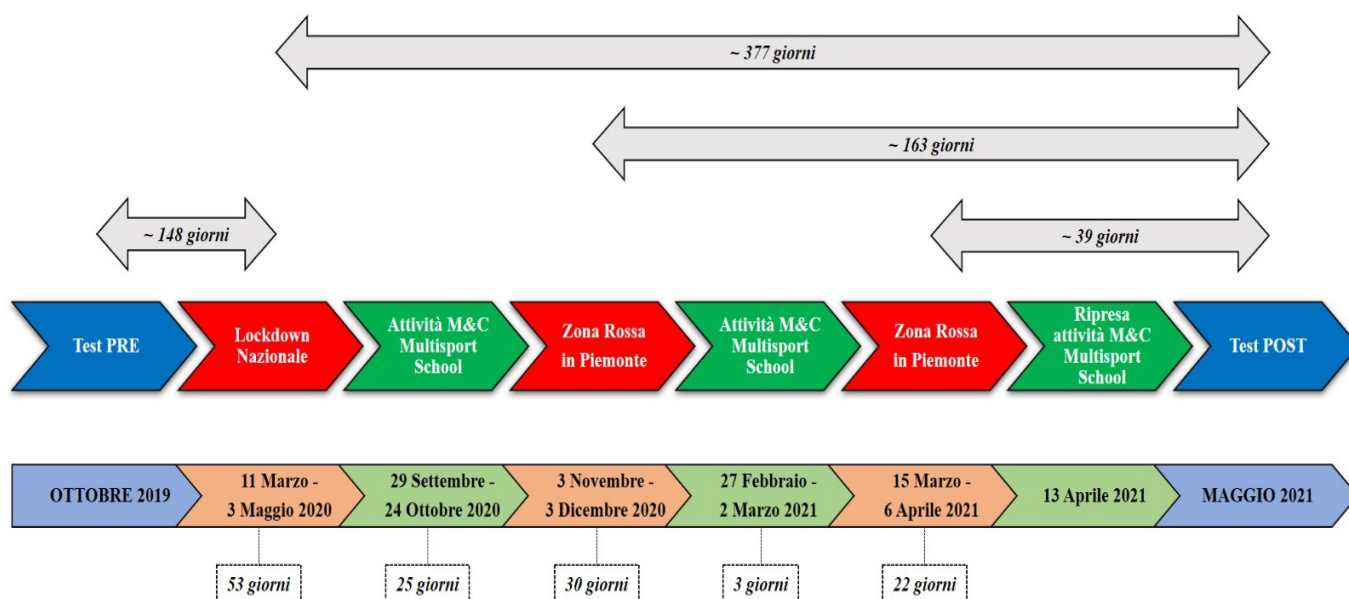 ~ 377 giorni
~ 163 giorni
~ 148 giorni
~ 39 giorni
Test PRE
Lockdown
Nazionale
Attività M&C
Multisport
School
Zona Rossa
in Piemonte
Attività M&C
Multisport
School
Zona Rossa
in Piemonte
Ripresa
attività M&C
Multisport
School
Test POST
OTTOBRE 2019
11 Marzo -
3 Maggio 2020
29 Settembre -
24 Ottobre 2020
3 Novembre -
3 Dicembre 2020
27 Febbraio -
2 Marzo 2021
15 Marzo -
6 Aprile 2021
13 Aprile 2021
MAGGIO 2021
53 giorni
25 giorni
30 giorni
3 giorni
22 giorni